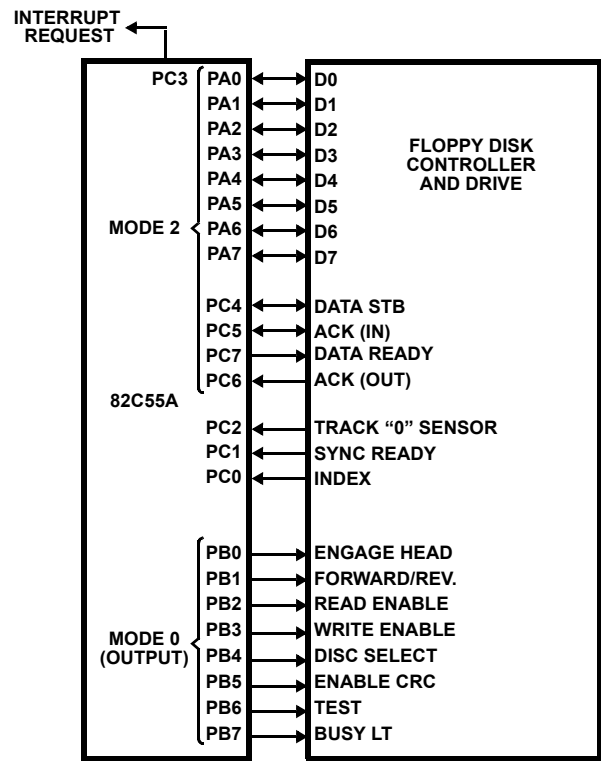 INTERRUPT
REQUEST
PC3 PA0 D0
PA1 D1
PA2 D2
PA3 D3
PA4 D4
PA5 D5
PA6 D6
PA7 D7
MODE 2
FLOPPY DISK
CONTROLLER
AND DRIVE
PC4 DATA STB
PC5 ACK (IN)
PC7 DATA READY
PC6 ACK (OUT)
82C55A
PC2 TRACK “0” SENSOR
PC1 SYNC READY
PC0 INDEX
PB0 ENGAGE HEAD
PB1 FORWARD/REV.
PB2 READ ENABLE
PB3 WRITE ENABLE
PB4 DISC SELECT
PB5 ENABLE CRC
PB6 TEST
PB7 BUSY LT
MODE 0
(OUTPUT)